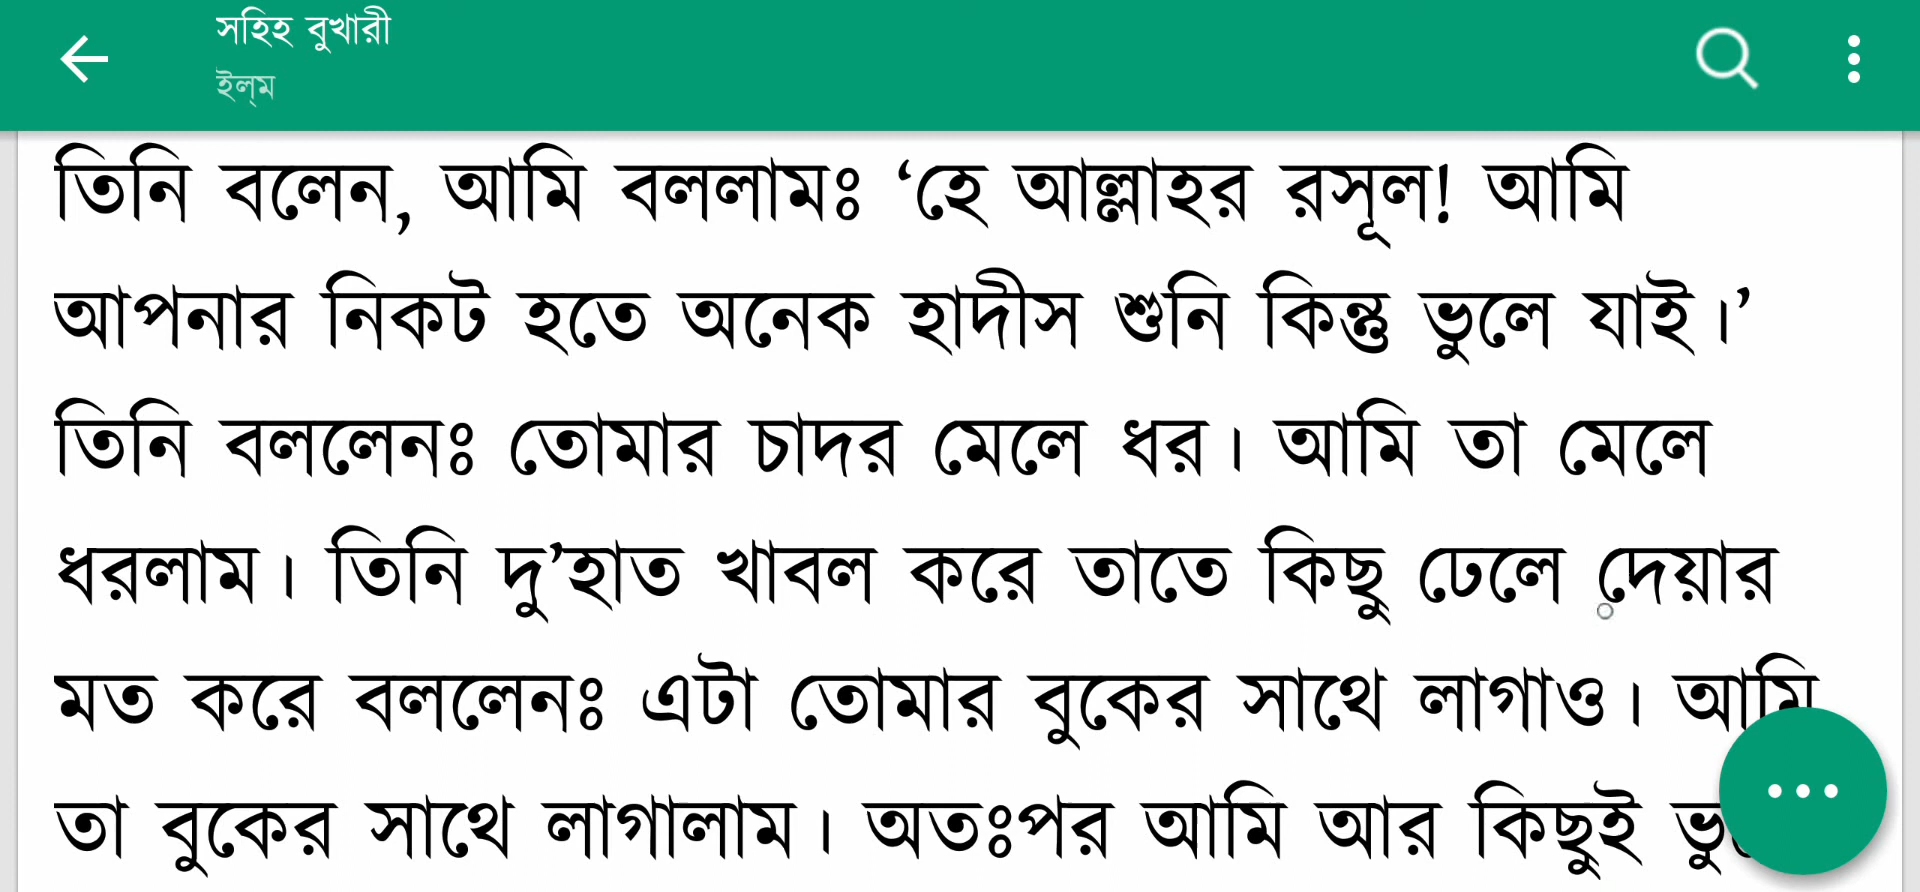 সহিহ বুখারী
ইল্‌ম
তিনি বলেন, আমি বললামঃ ‘হে আল্লাহর রসূল! আমি
আপনার নিকট হতে অনেক হাদীস শুনি কিন্তু ভুলে যাই।’
তিনি বললেনঃ তোমার চাদর মেলে ধর। আমি তা মেলে
ধরলাম। তিনি দু’হাত খাবল করে তাতে কিছু ঢেলে দেয়ার
মত করে বললেনঃ এটা তোমার বুকের সাথে লাগাও। আমি
তা বুকের সাথে লাগালাম। অতঃপর আমি আর কিছুই